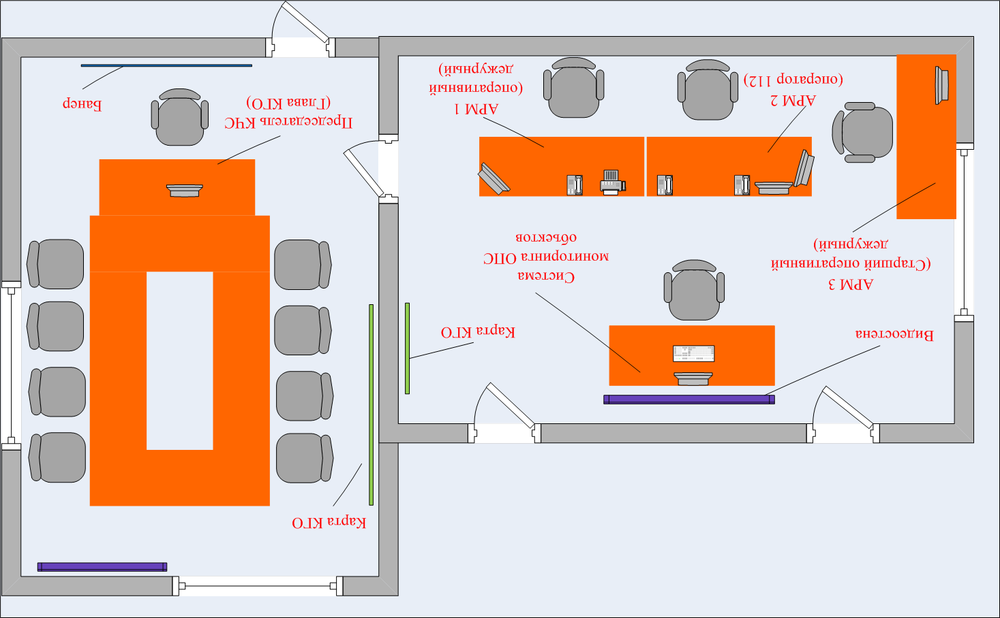 Карта КГО
Видеостена
Карта КГО
АРМ 3
(Старший оперативный
дежурный)
Система
мониторинга ОПС
объектов
Председатель КЧС
(Глава КГО)
Банер
АРМ 1
(оперативный
дежурный)
АРМ 2
(оператор 112)